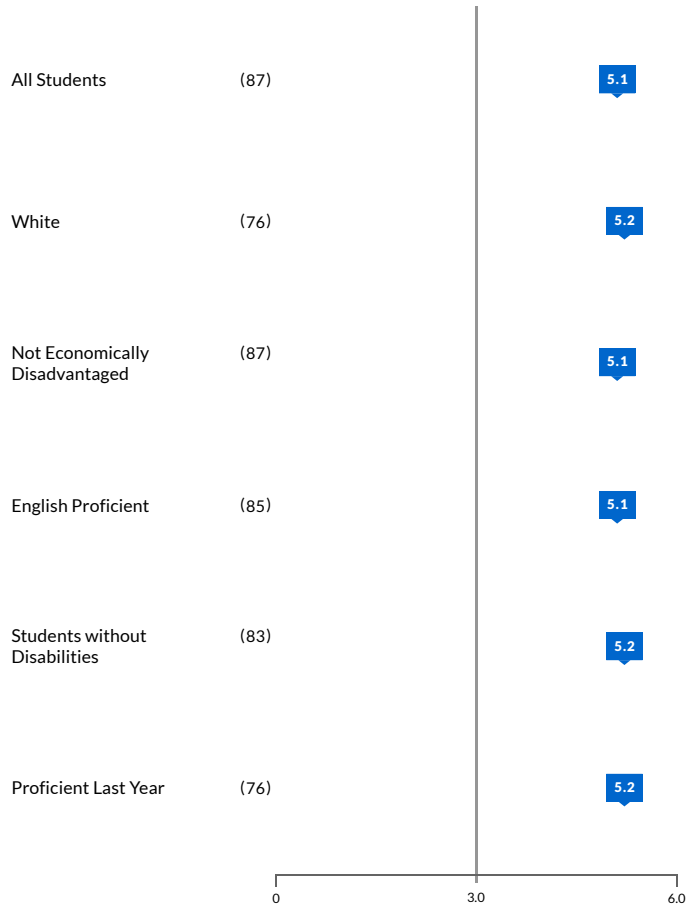 All Students (87) 5.1
White (76) 5.2
Not Economically (87) 5.1
Disadvantaged
English Proficient (85) 5.1
Students without (83) 5.2
Disabilities
Proficient Last Year (76) 5.2
0 3.0 6.0